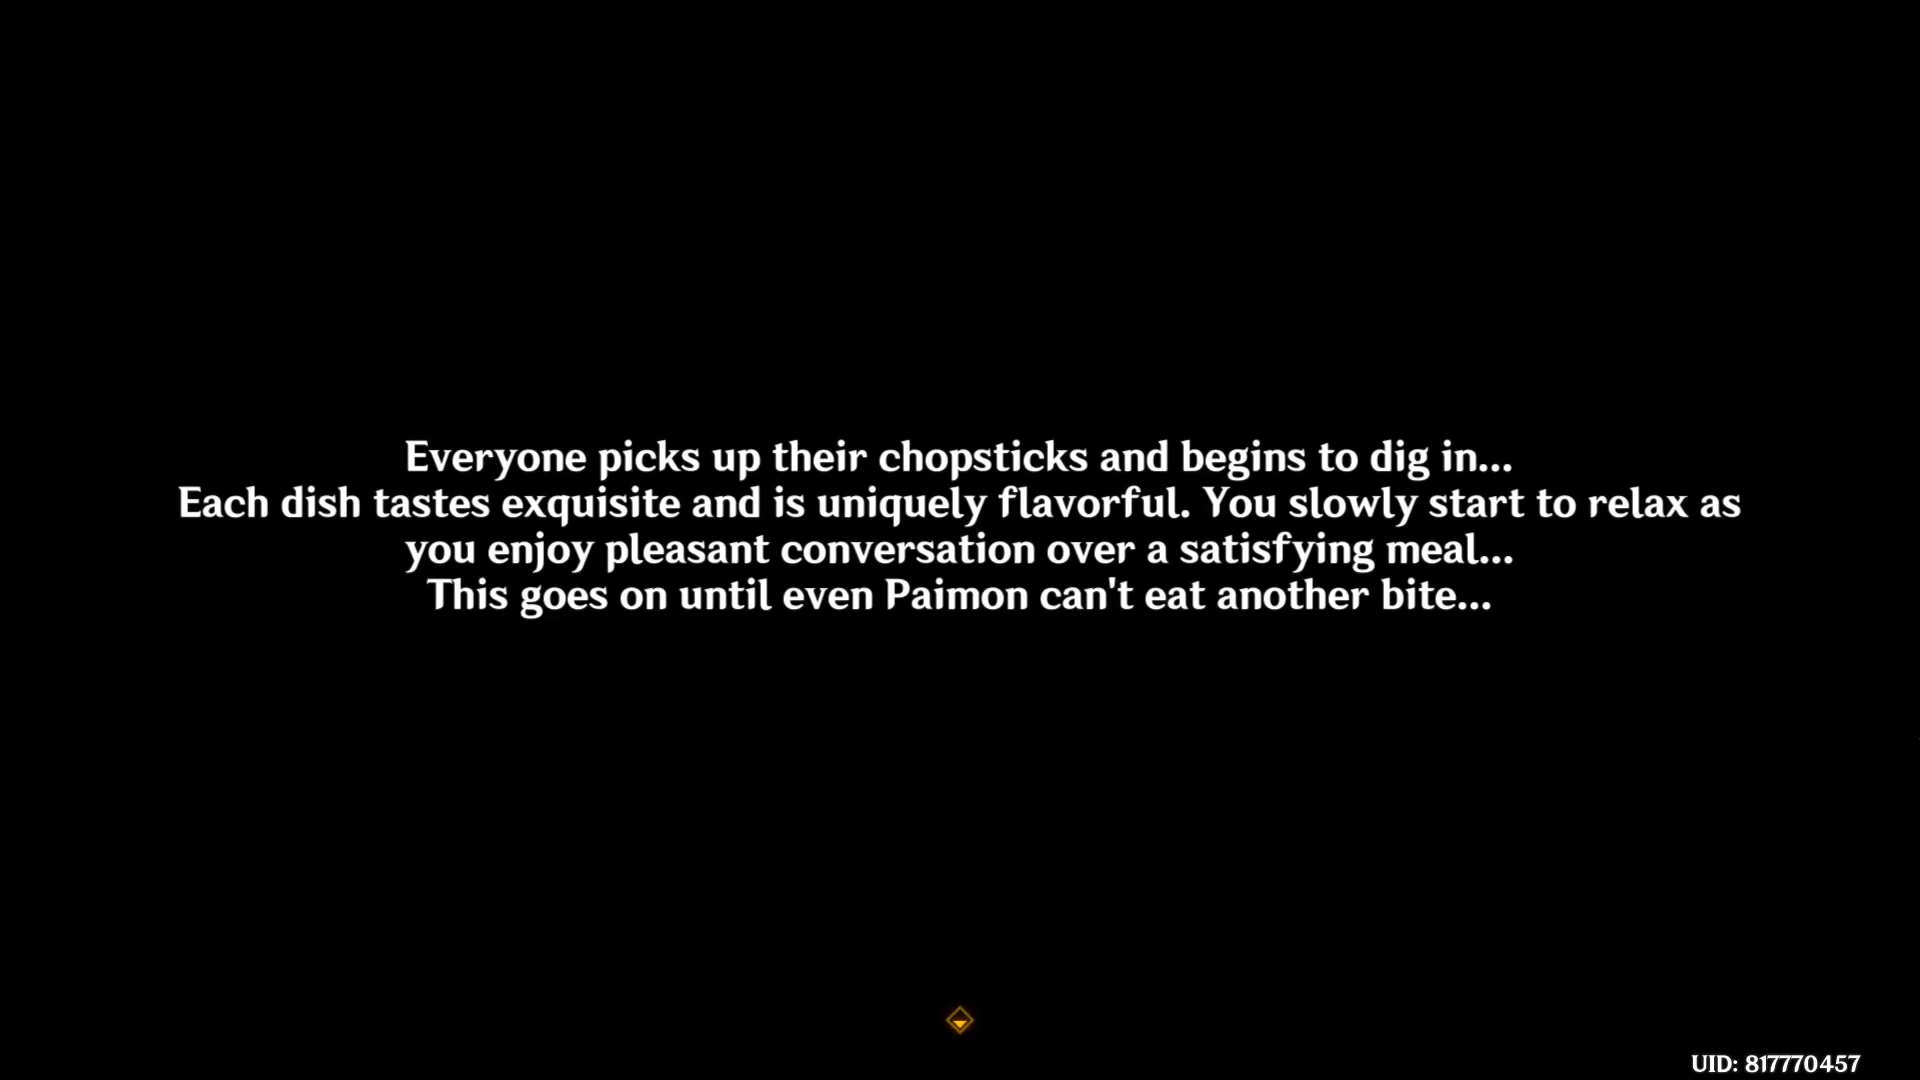 Everyone picks up their chopsticks and begins to dig in...
Each dish tastes exquisite and is uniquely flavorful. You slowly start to relax as
you enjoy pleasant conversation over a satisfying meal...
This goes on until even Paimon can't eat another bite...
UID: 817770457